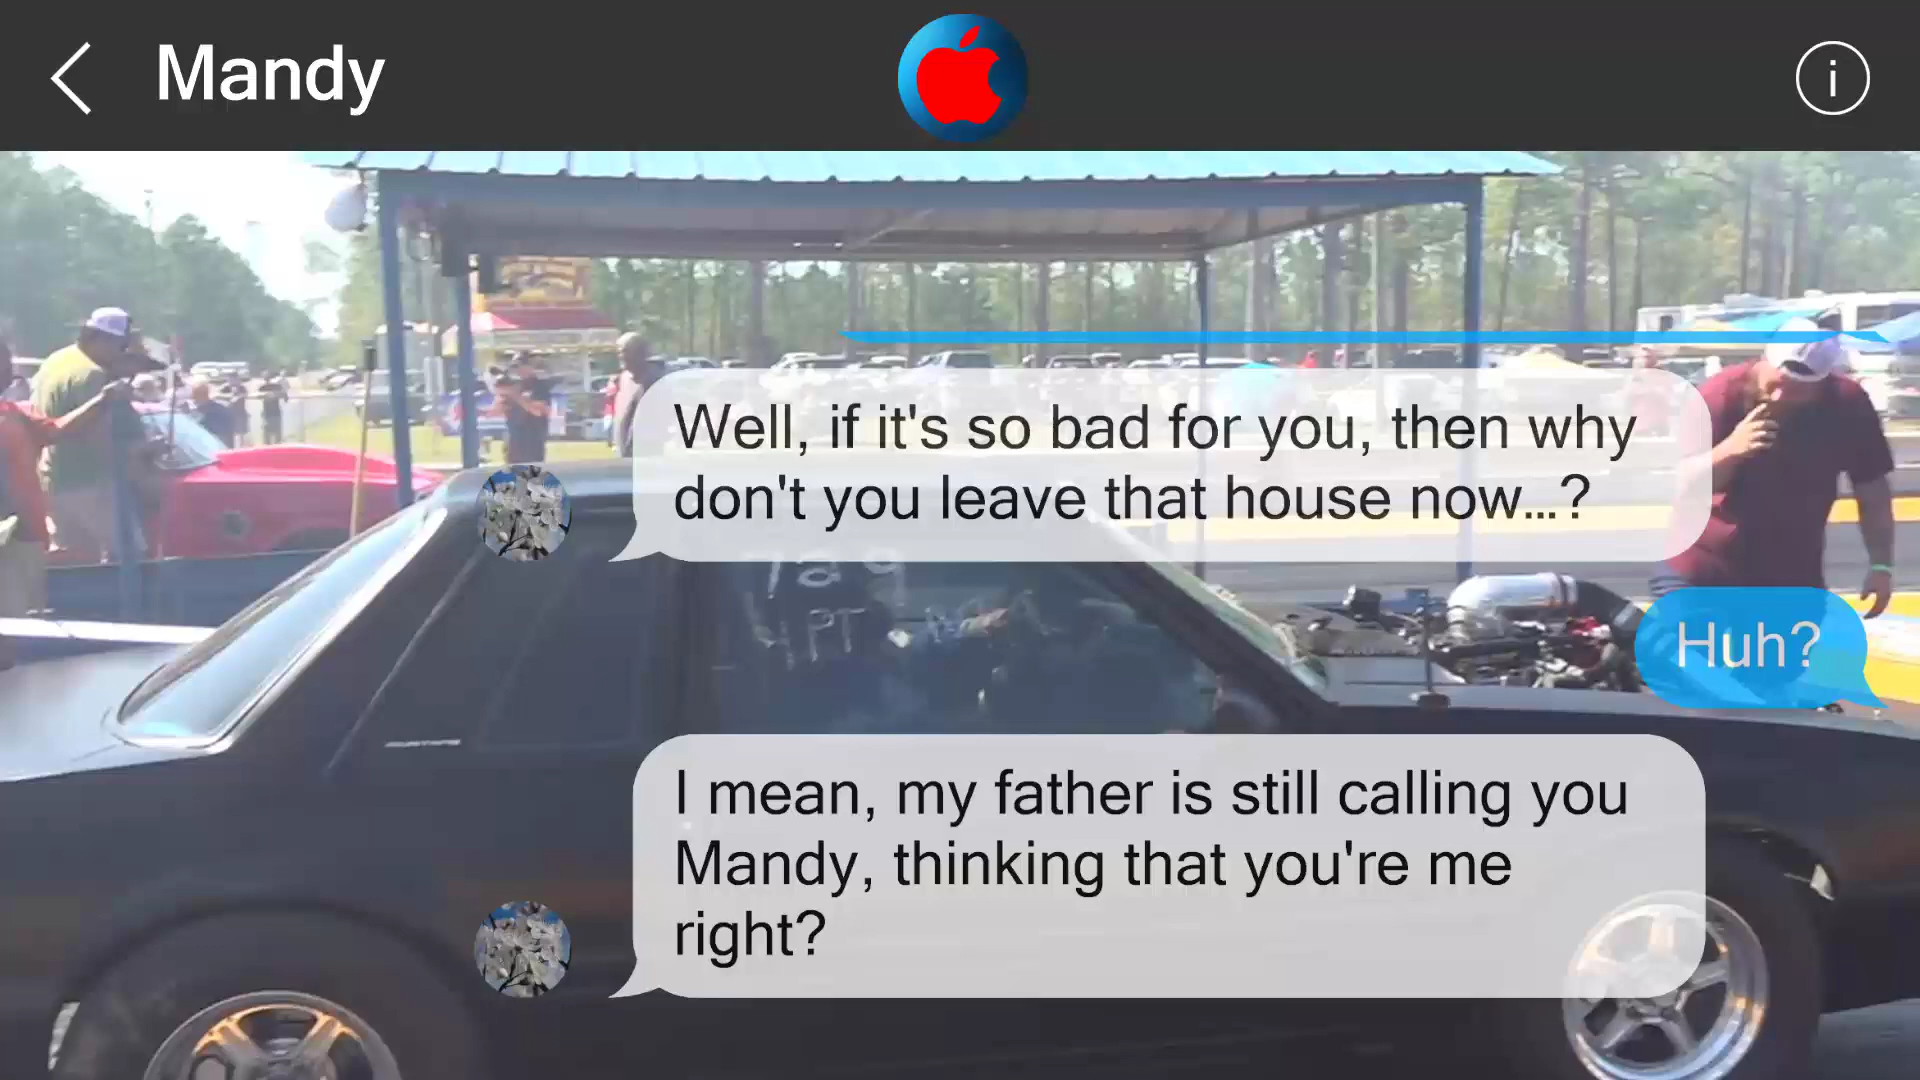 Mandy
i
Well, if it's so bad for you, then why
don't you leave that house now...?
729
Huh?
I mean, my father is still calling you
Mandy, thinking that you're me
right?